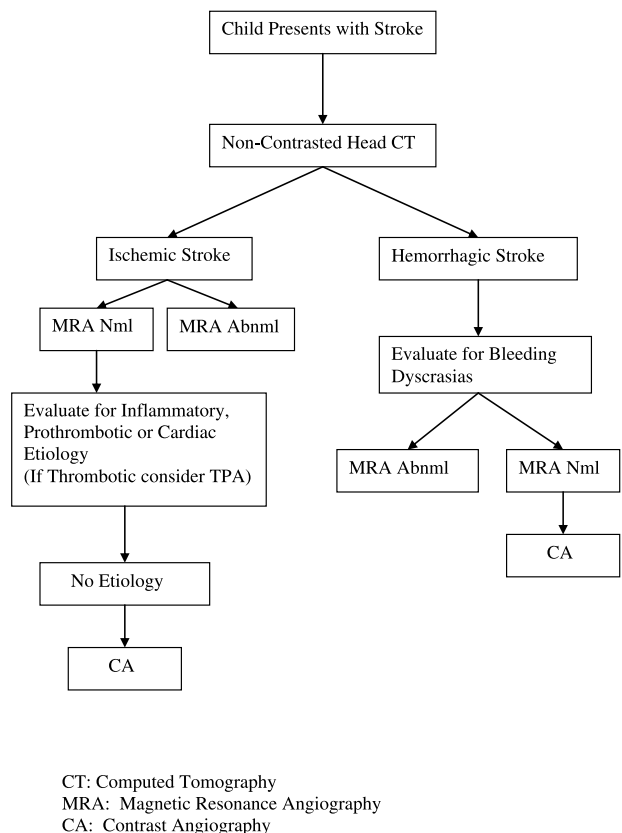 Child Presents with Stroke
Non-Contrasted Head CT
Ischemic Stroke
Hemorrhagic Stroke
MRA Nml
MRA Abnml
Evaluate for Bleeding
Dyscrasias
Evaluate for Inflammatory,
Prothrombotic or Cardiac
Etiology
(If Thrombotic consider TPA)
MRA Abnml
MRA Nml
CA
No Etiology
CA
CT: Computed Tomography
MRA:  Magnetic Resonance Angiography
CA:  Contrast Angiography